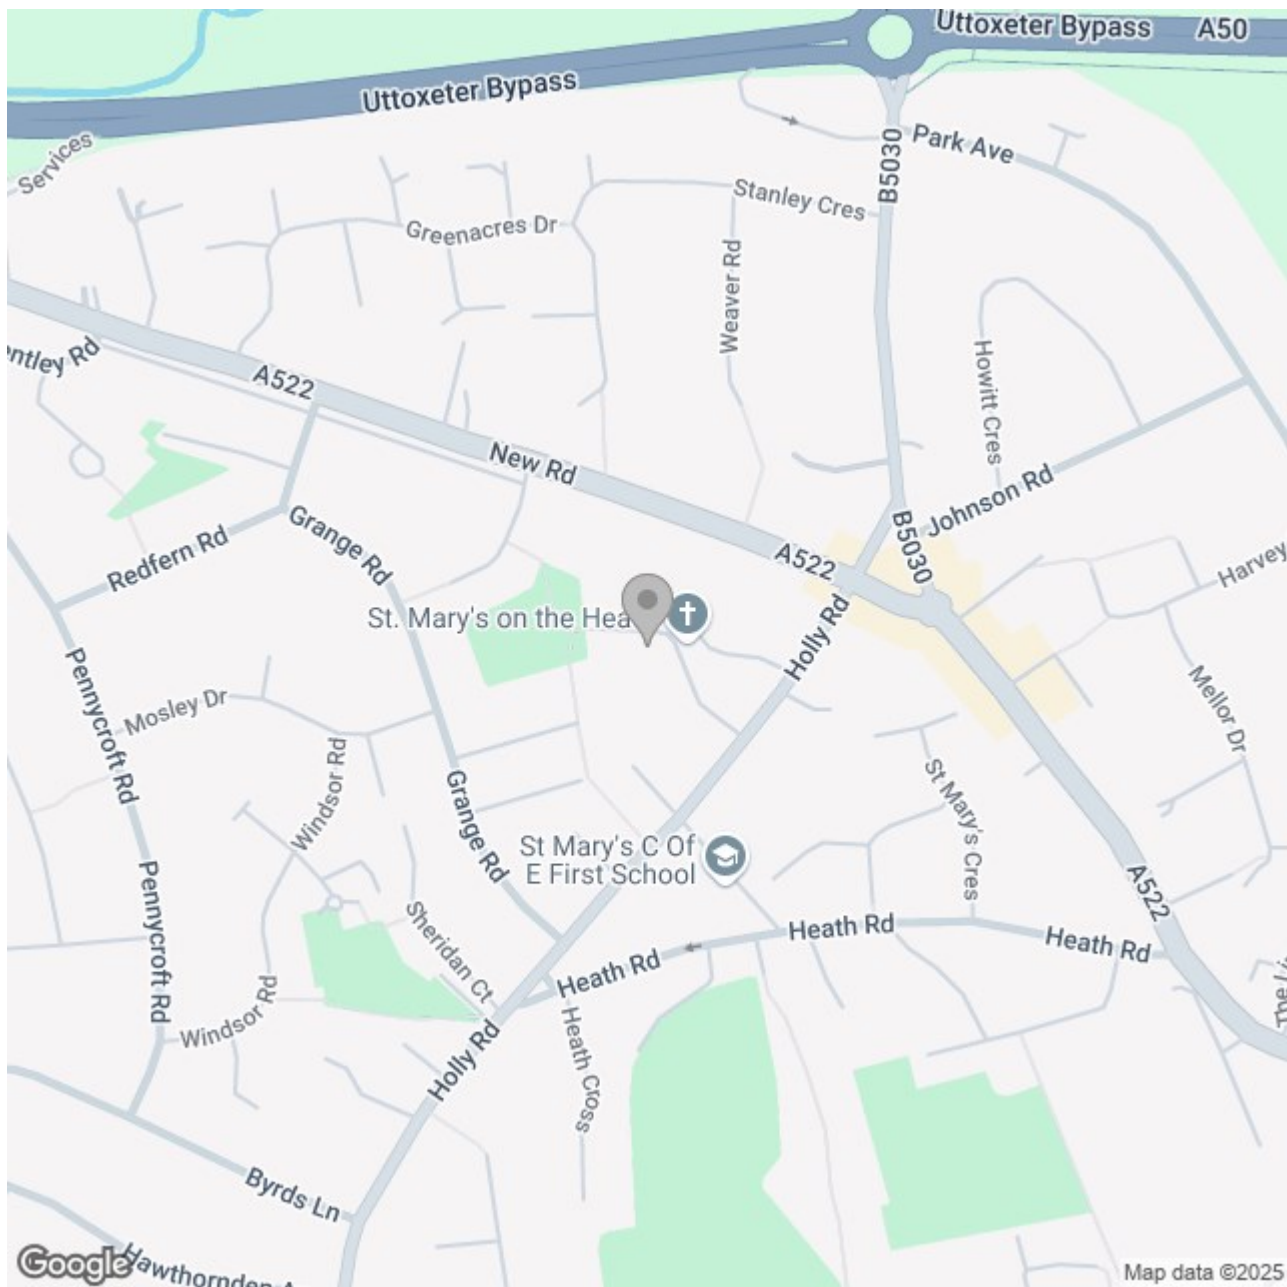 Uttoxeter Bypass A50
Uttoxeter Bypass
Services
B5030
Park Ave
Stanley Cres
Greenacres Dr
Weaver Rd
Howitt Cres
ntley Rd
A522
New Rd
Johnson Rd
B5030
A522
Grange Rd
Redfern Rd
Harvey
St. Mary's on the Hea
Holly Rd
Pennycroft Rd
Mosley Dr
Mellor Dr
Windsor Rd
Grange Rd
St Mary's Cres
St Mary's C Of
E First School
Pennycroft Rd
A522
Sheridan Ct
Heath Rd
Heath Rd
Heath Rd
Windsor Rd
Heath Cross
Holly Rd
Byrds Ln
Hawthornden
Google
Map data ©2025